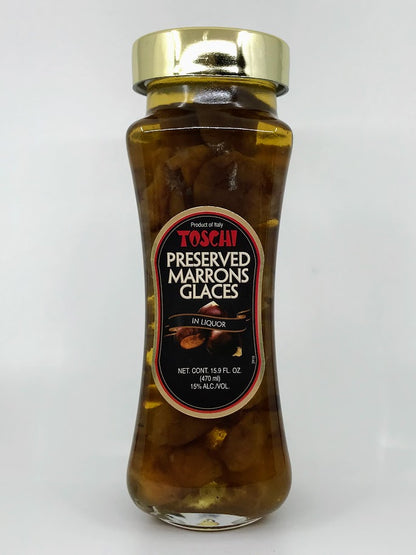 Product of Italy
TOSCHI
PRESERVED
MARRONS
GLACES
IN LIQUOR
NET. CONT. 15.9 FL. OZ.
(470 ml)
15% ALC./VOL.